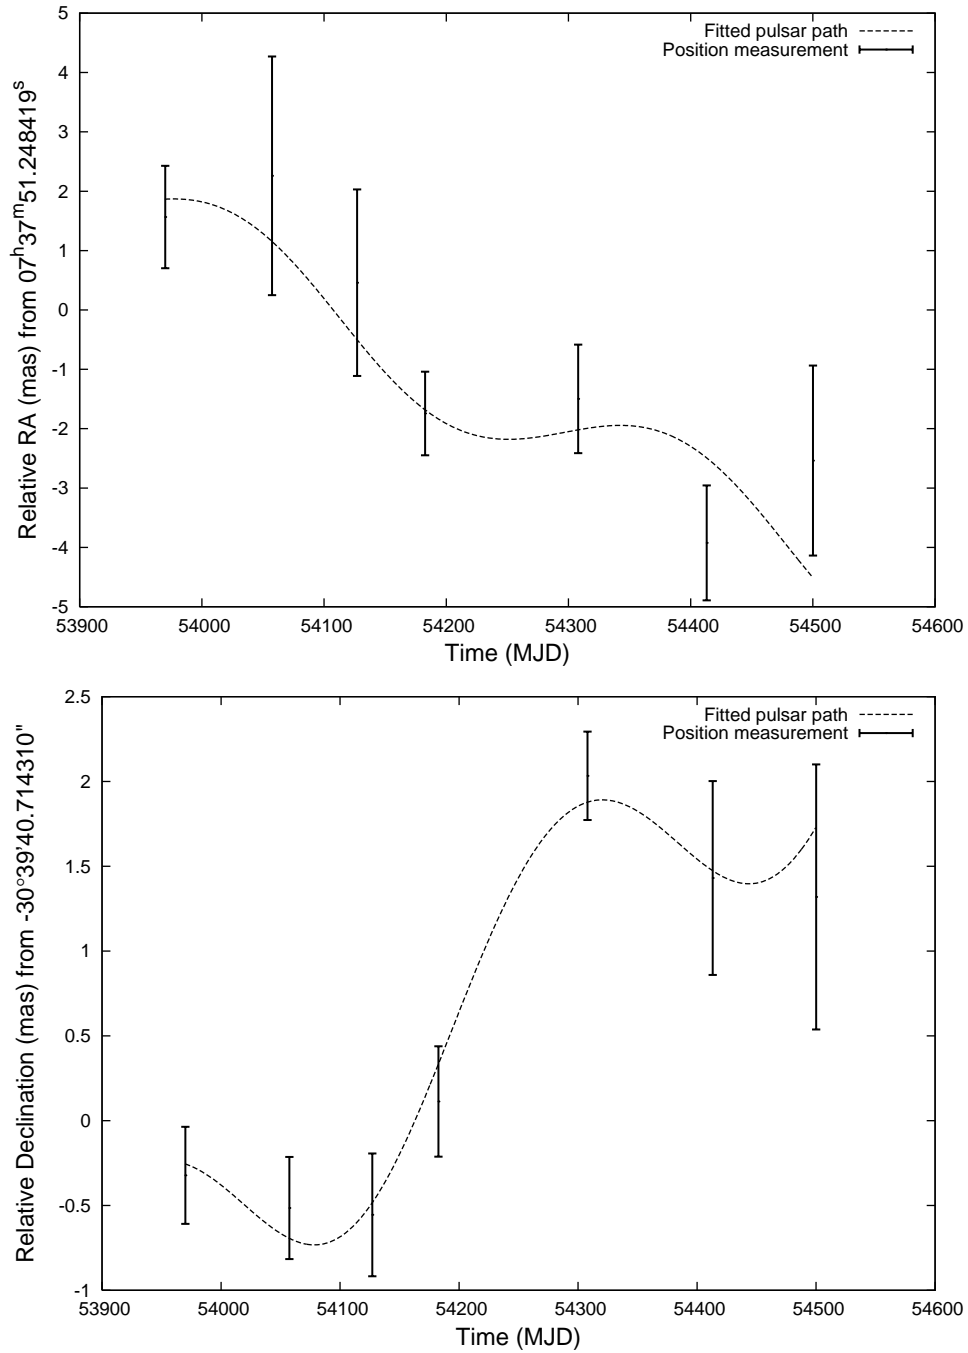 Relative RA (mas) from 07h37m51.248419s
5
4
3
2
1
0
-1
-2
-3
-4
-5
Fitted pulsar path
Position measurement
53900 54000 54100 54200 54300 54400 54500 54600
Time (MJD)
Relative Declination (mas) from -30°39'40.714310"
2.5
2
1.5
1
0.5
0
-0.5
-1
Fitted pulsar path
Position measurement
53900 54000 54100 54200 54300 54400 54500 54600
Time (MJD)